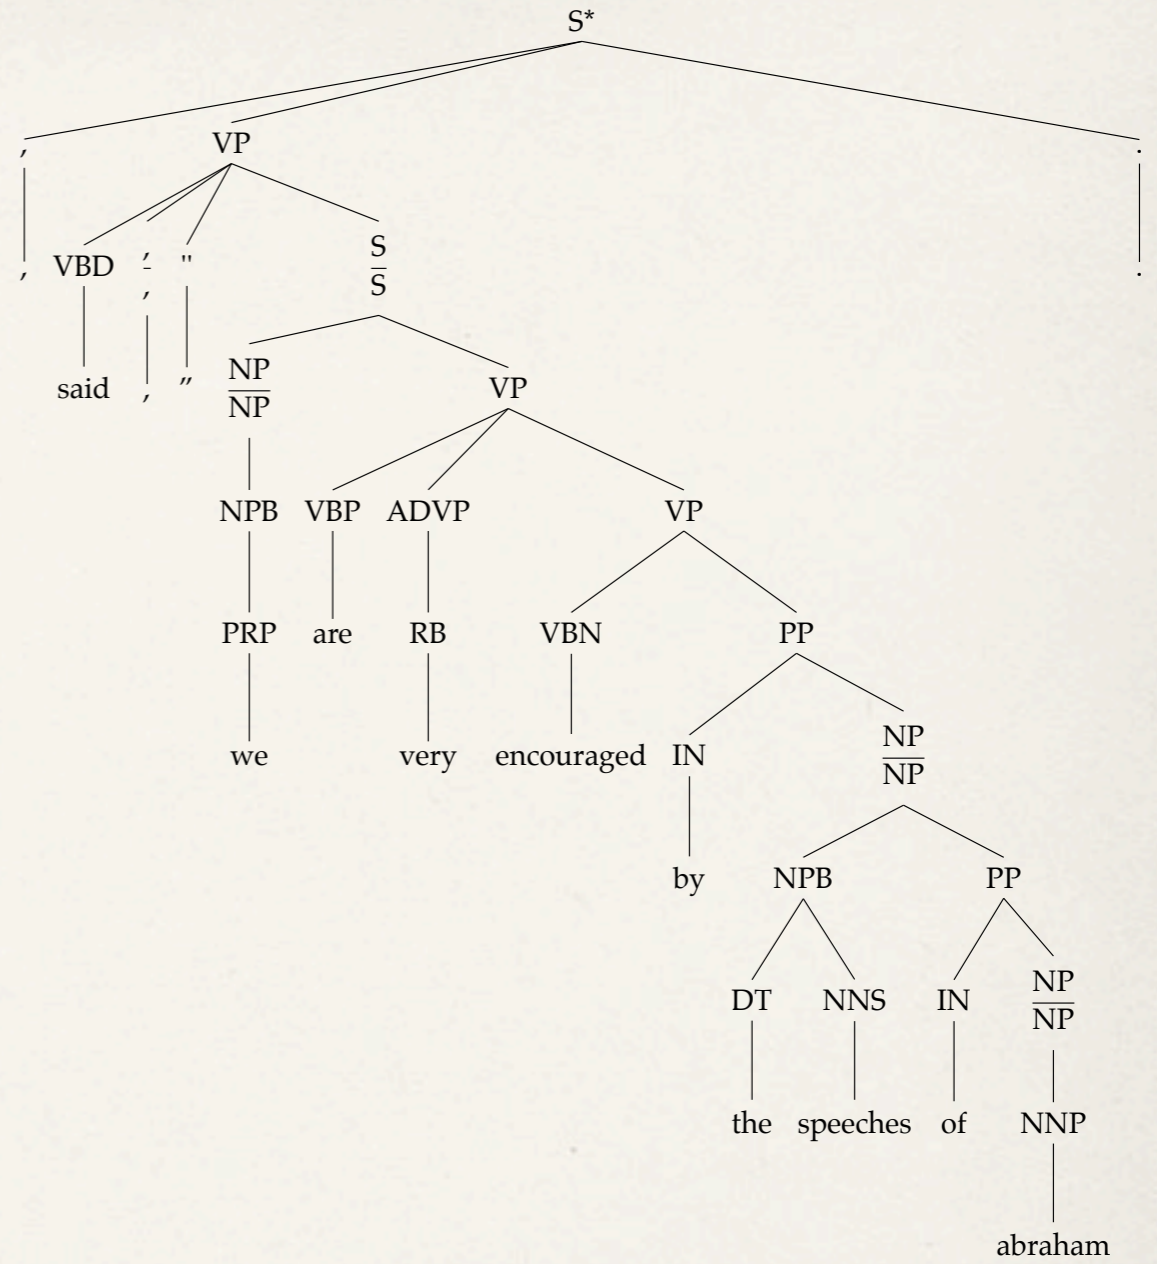 S*
, VP .
, VBD , " S .
, S
said , " NP VP
NP
NPB VBP ADVP VP
PRP are RB VBN PP
we very encouraged IN NP
NP
by NPB PP
DT NNS IN NP
NP
the speeches of NNP
abraham